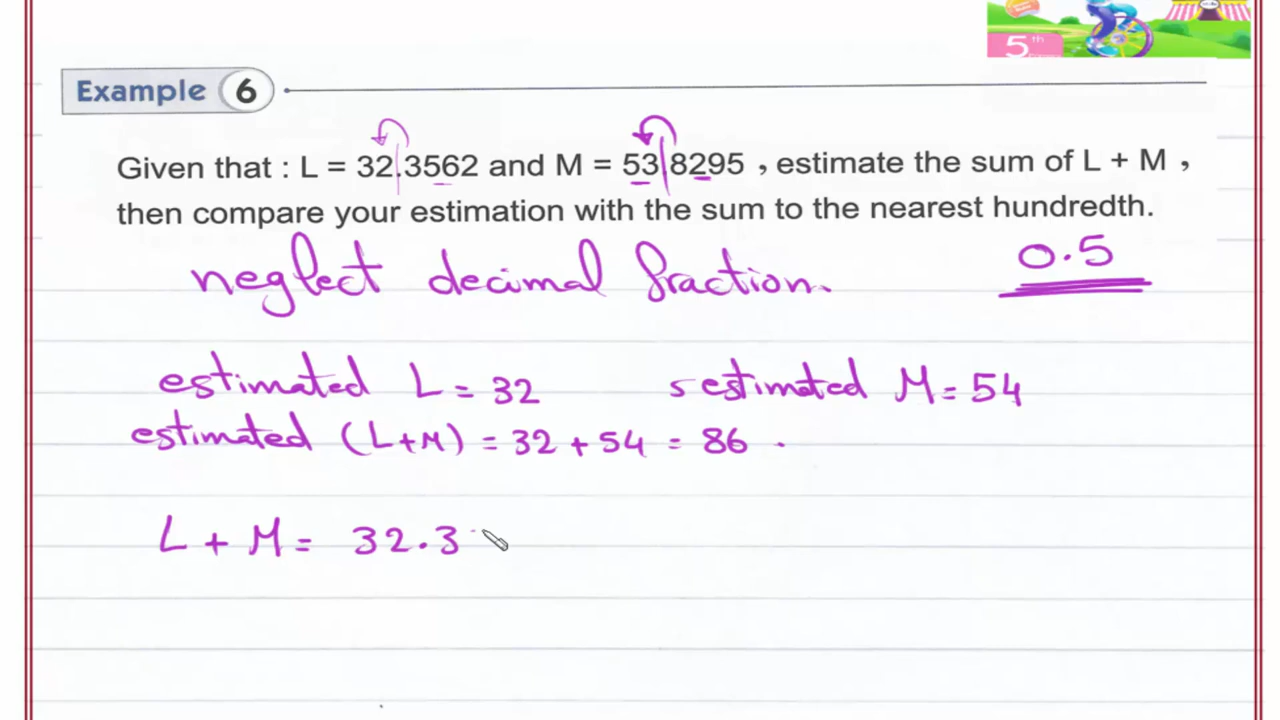 5th
Example 6
Given that : L = 32.3562 and M = 53.8295 , estimate the sum of L + M ,
then compare your estimation with the sum to the nearest hundredth.
neglect decimal fraction.
0.5
estimated L = 32 estimated M = 54
estimated (L+M) = 32 + 54 = 86 .
L + M = 32.3